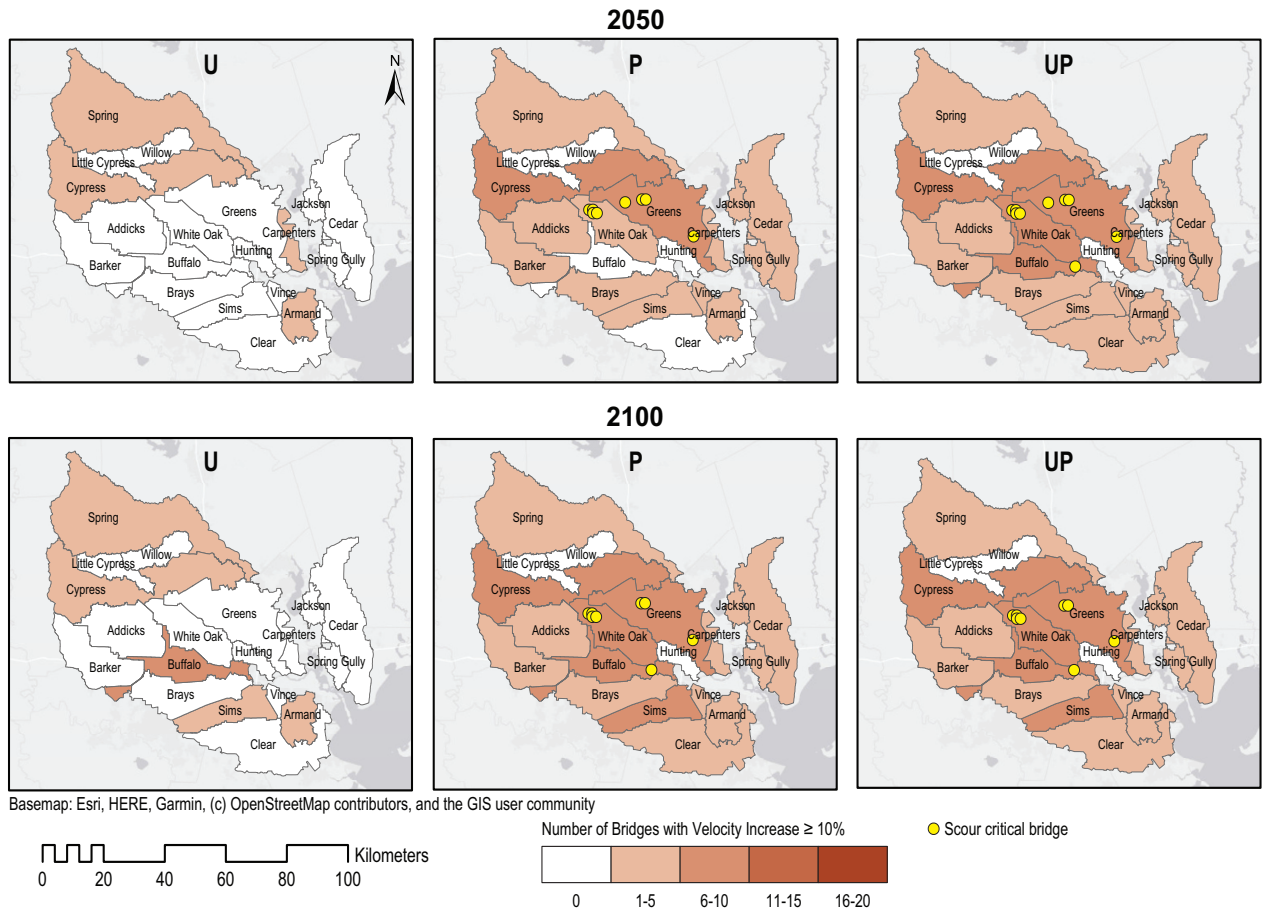 2050
U
N
Spring
Willow
Little Cypress
Cypress
Jackson
Greens
Cedar
Addicks
White Oak
Carpenters
Hunting
Barker
Buffalo
Spring Gully
Brays
Vince
Sims
Armand
Clear
P
Spring
Willow
Little Cypress
Cypress
Jackson
Greens
Cedar
Addicks
White Oak
Carpenters
Hunting
Barker
Buffalo
Spring Gully
Brays
Vince
Sims
Armand
Clear
UP
Spring
Willow
Little Cypress
Cypress
Jackson
Greens
Cedar
Addicks
White Oak
Carpenters
Hunting
Barker
Buffalo
Spring Gully
Brays
Vince
Sims
Armand
Clear
2100
U
Spring
Willow
Little Cypress
Cypress
Jackson
Greens
Cedar
Addicks
White Oak
Carpenters
Hunting
Barker
Buffalo
Spring Gully
Brays
Vince
Sims
Armand
Clear
P
Spring
Willow
Little Cypress
Cypress
Jackson
Greens
Cedar
Addicks
White Oak
Carpenters
Hunting
Barker
Buffalo
Spring Gully
Brays
Vince
Sims
Armand
Clear
UP
Spring
Willow
Little Cypress
Cypress
Jackson
Greens
Cedar
Addicks
White Oak
Carpenters
Hunting
Barker
Buffalo
Spring Gully
Brays
Vince
Sims
Armand
Clear
Basemap: Esri, HERE, Garmin, (c) OpenStreetMap contributors, and the GIS user community
Kilometers
0 20 40 60 80 100
Number of Bridges with Velocity Increase ≥ 10%
0 1-5 6-10 11-15 16-20
Scour critical bridge